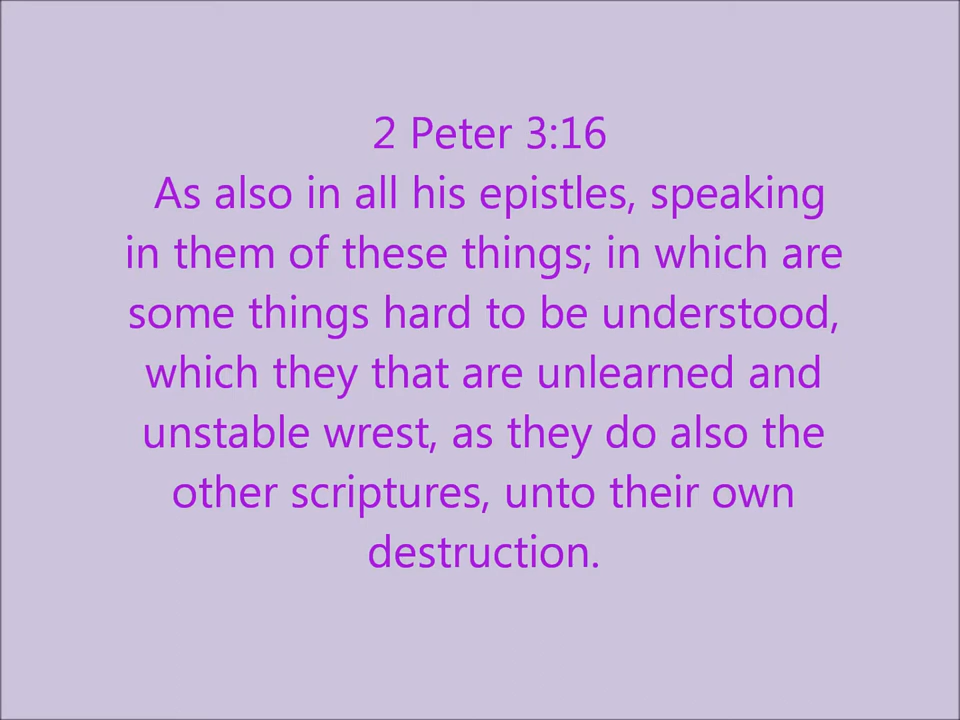 2 Peter 3:16
As also in all his epistles, speaking
in them of these things; in which are
some things hard to be understood,
which they that are unlearned and
unstable wrest, as they do also the
other scriptures, unto their own
destruction.